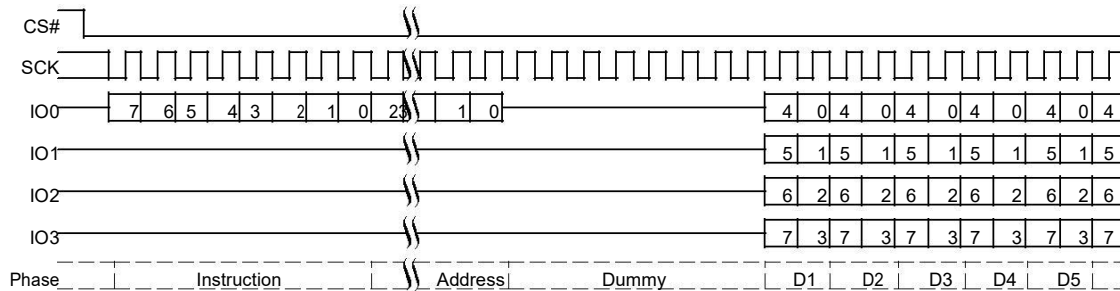 CS#
SCK
IO0 7 6 5 4 3 2 1 0 23 1 0 4 0 4 0 4 0 4 0 4 0 4
IO1 5 1 5 1 5 1 5 1 5 1 5
IO2 6 2 6 2 6 2 6 2 6 2 6
IO3 7 3 7 3 7 3 7 3 7 3 7
Phase Instruction Address Dummy D1 D2 D3 D4 D5